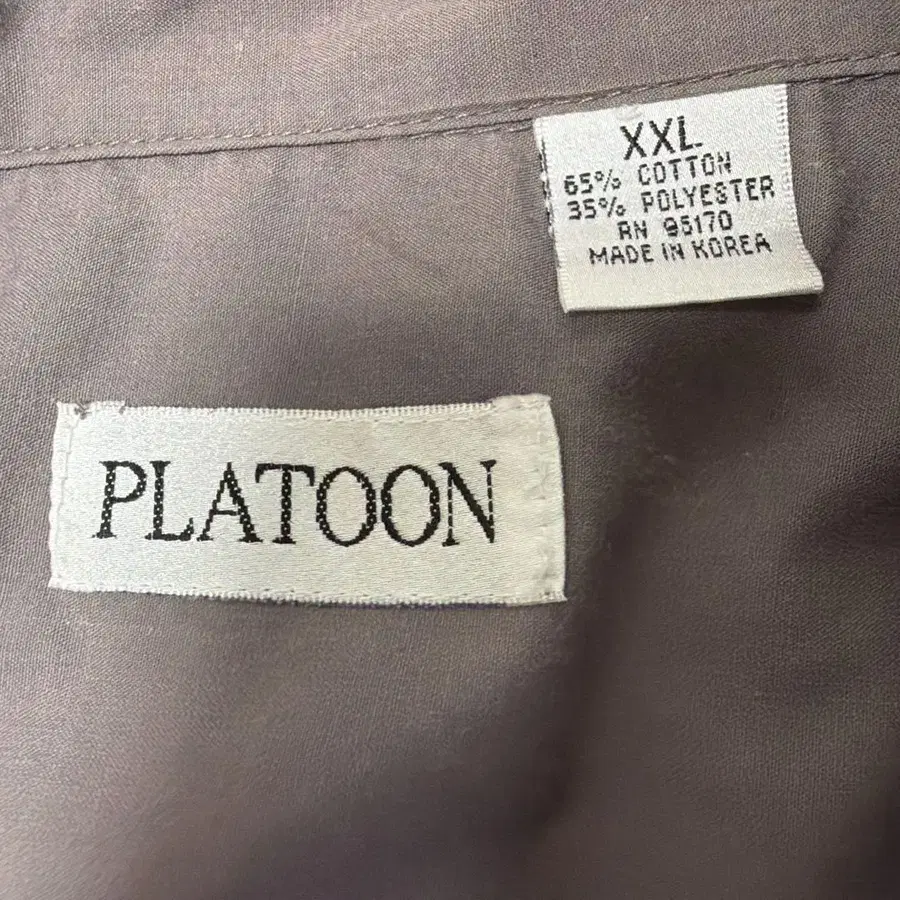 XXL
65% COTTON
35% POLYESTER
RN 95170
MADE IN KOREA
PLATOON